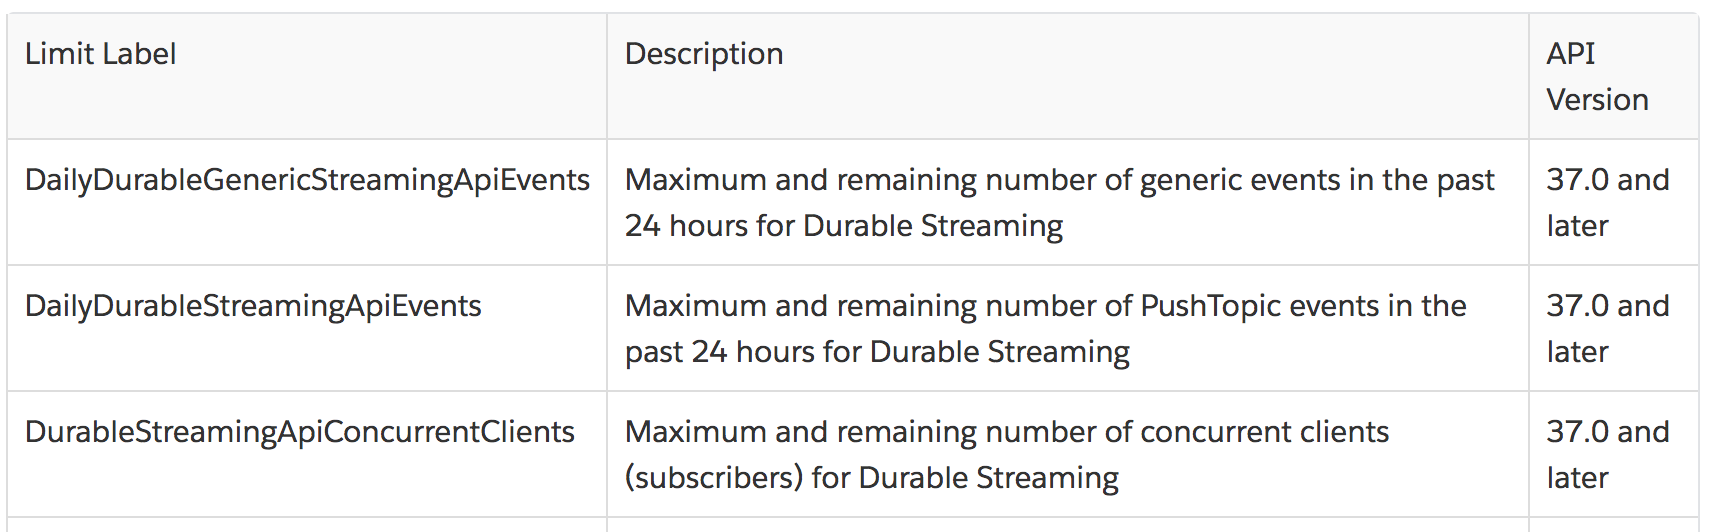 Limit Label
Description
API
Version
DailyDurableGenericStreamingApiEvents
Maximum and remaining number of generic events in the past
24 hours for Durable Streaming
37.0 and
later
DailyDurableStreamingApiEvents
Maximum and remaining number of PushTopic events in the
past 24 hours for Durable Streaming
37.0 and
later
DurableStreamingApiConcurrentClients
Maximum and remaining number of concurrent clients
(subscribers) for Durable Streaming
37.0 and
later